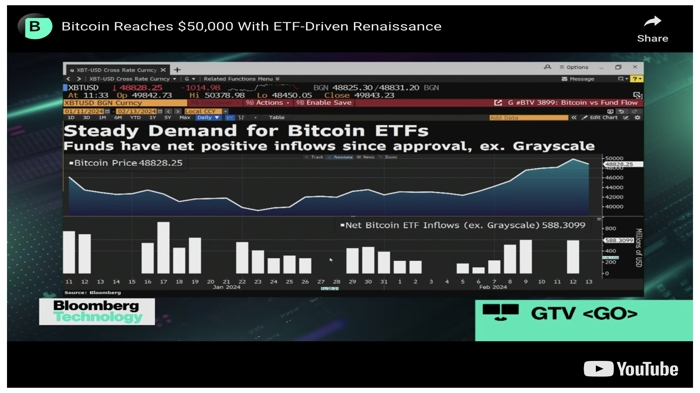 B Bitcoin Reaches $50,000 With ETF-Driven Renaissance
Share
XBT-USD Cross Rate Curncy
Options
XBT-USD Cross Rate Curncy G Related Functions Menu
Message
XBTUSD 48828.25 -1014.98 BGN 48825.30/48831.20 BGN
At 11:33 Op 49842.73 Hi 50378.98 Lo 48450.05 Close 49843.23
XBTUSD BGN Curncy Actions Enable Save G #BTV 3899: Bitcoin vs Fund Flow
Local CCY
1D 3D 1M 6M YTD 1Y 5Y Max Daily Table Edit Chart
Steady Demand for Bitcoin ETFs
Funds have net positive inflows since approval, ex. Grayscale
Track Annotate News Zoom
Bitcoin Price 48828.25
50000
48828.25
46000
44000
42000
40000
Net Bitcoin ETF Inflows (ex. Grayscale) 588.3099
800
588.3099
400
200
0
Millions of USD
11 12 13 14 15 16 17 18 19 20 21 22 23 24 25 26 27 28 29 30 31 1 2 3 4 5 6 7 8 9 10 11 12 13
Jan 2024 Feb 2024
Source: Bloomberg
Bloomberg
Technology
GTV <GO>
YouTube